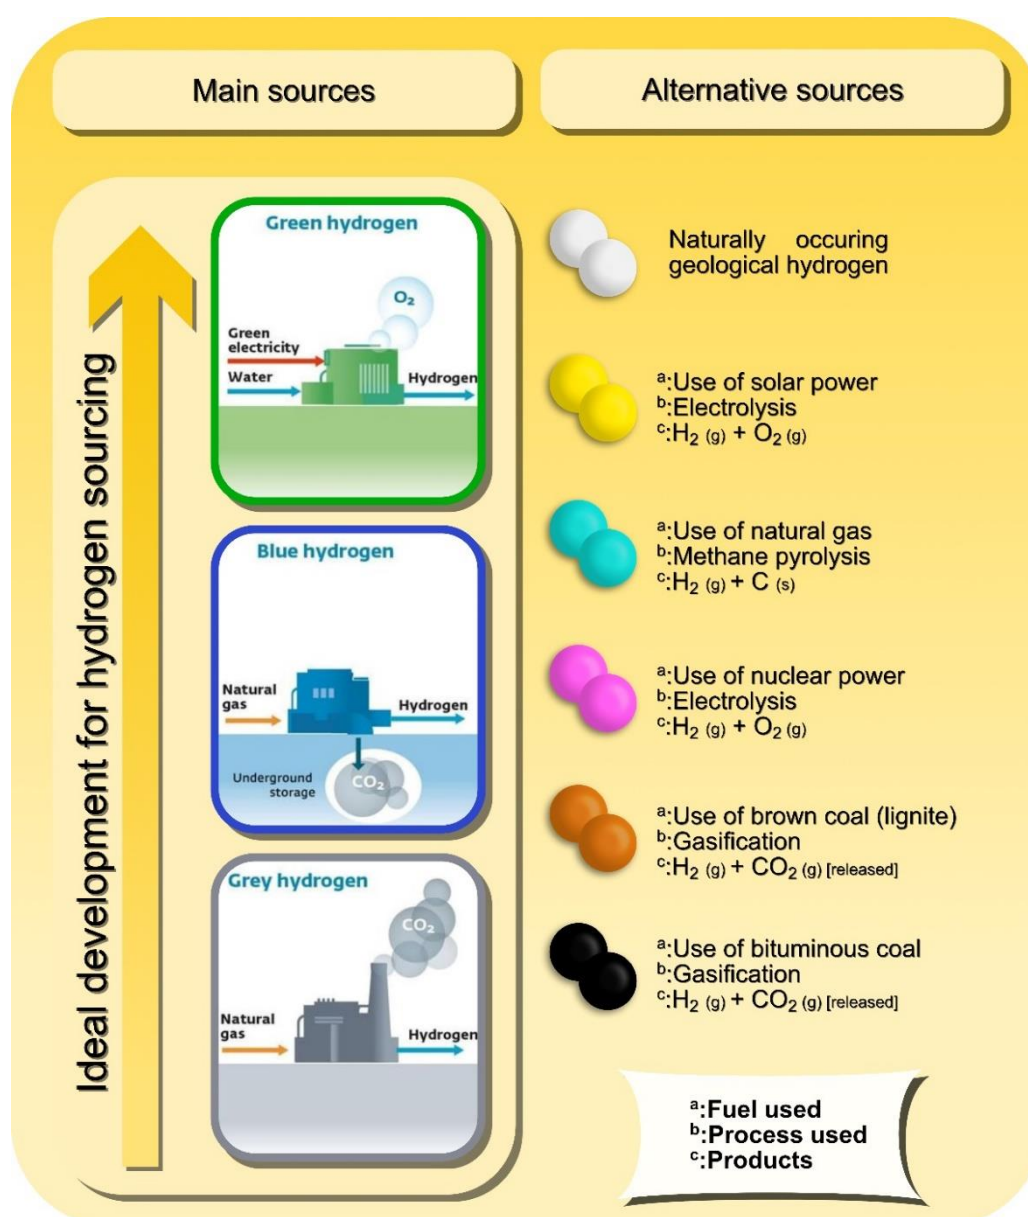 Main sources
Ideal development for hydrogen sourcing
Green hydrogen
O₂
Green
electricity
Water
Hydrogen
Blue hydrogen
Natural
gas
Hydrogen
Underground
storage
CO₂
Grey hydrogen
CO₂
Natural
gas
Hydrogen
Alternative sources
Naturally occuring
geological hydrogen
ᵃ:Use of solar power
ᵇ:Electrolysis
ᶜ:H₂ (g) + O₂ (g)
ᵃ:Use of natural gas
ᵇ:Methane pyrolysis
ᶜ:H₂ (g) + C (s)
ᵃ:Use of nuclear power
ᵇ:Electrolysis
ᶜ:H₂ (g) + O₂ (g)
ᵃ:Use of brown coal (lignite)
ᵇ:Gasification
ᶜ:H₂ (g) + CO₂ (g) [released]
ᵃ:Use of bituminous coal
ᵇ:Gasification
ᶜ:H₂ (g) + CO₂ (g) [released]
ᵃ:Fuel used
ᵇ:Process used
ᶜ:Products